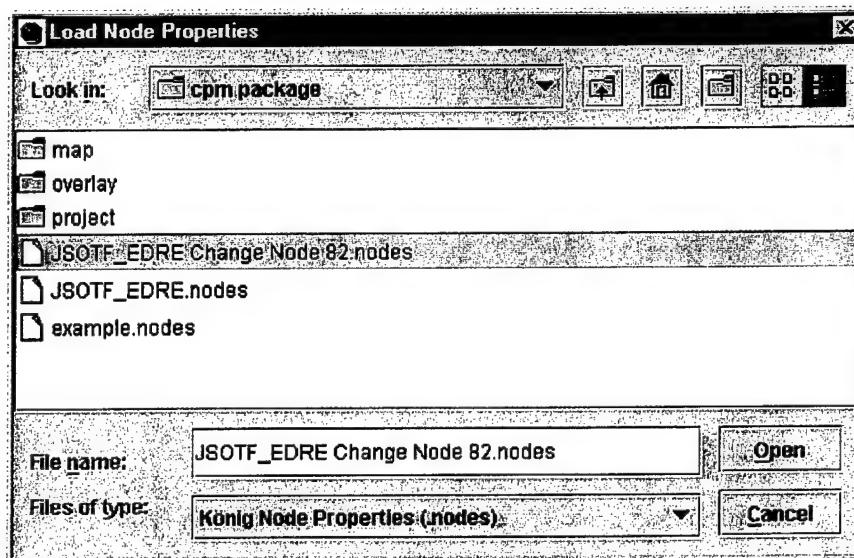 Load Node Properties
Look in: cpm package
map
overlay
project
JSOTF_EDRE Change Node 82.nodes
JSOTF_EDRE.nodes
example.nodes
File name: JSOTF_EDRE Change Node 82.nodes Open
Files of type: König Node Properties (.nodes) Cancel